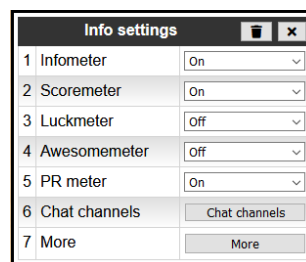 Info settings
1 Infometer On
2 Scoremeter On
3 Luckmeter Off
4 Awesomemeter Off
5 PR meter On
6 Chat channels Chat channels
7 More More